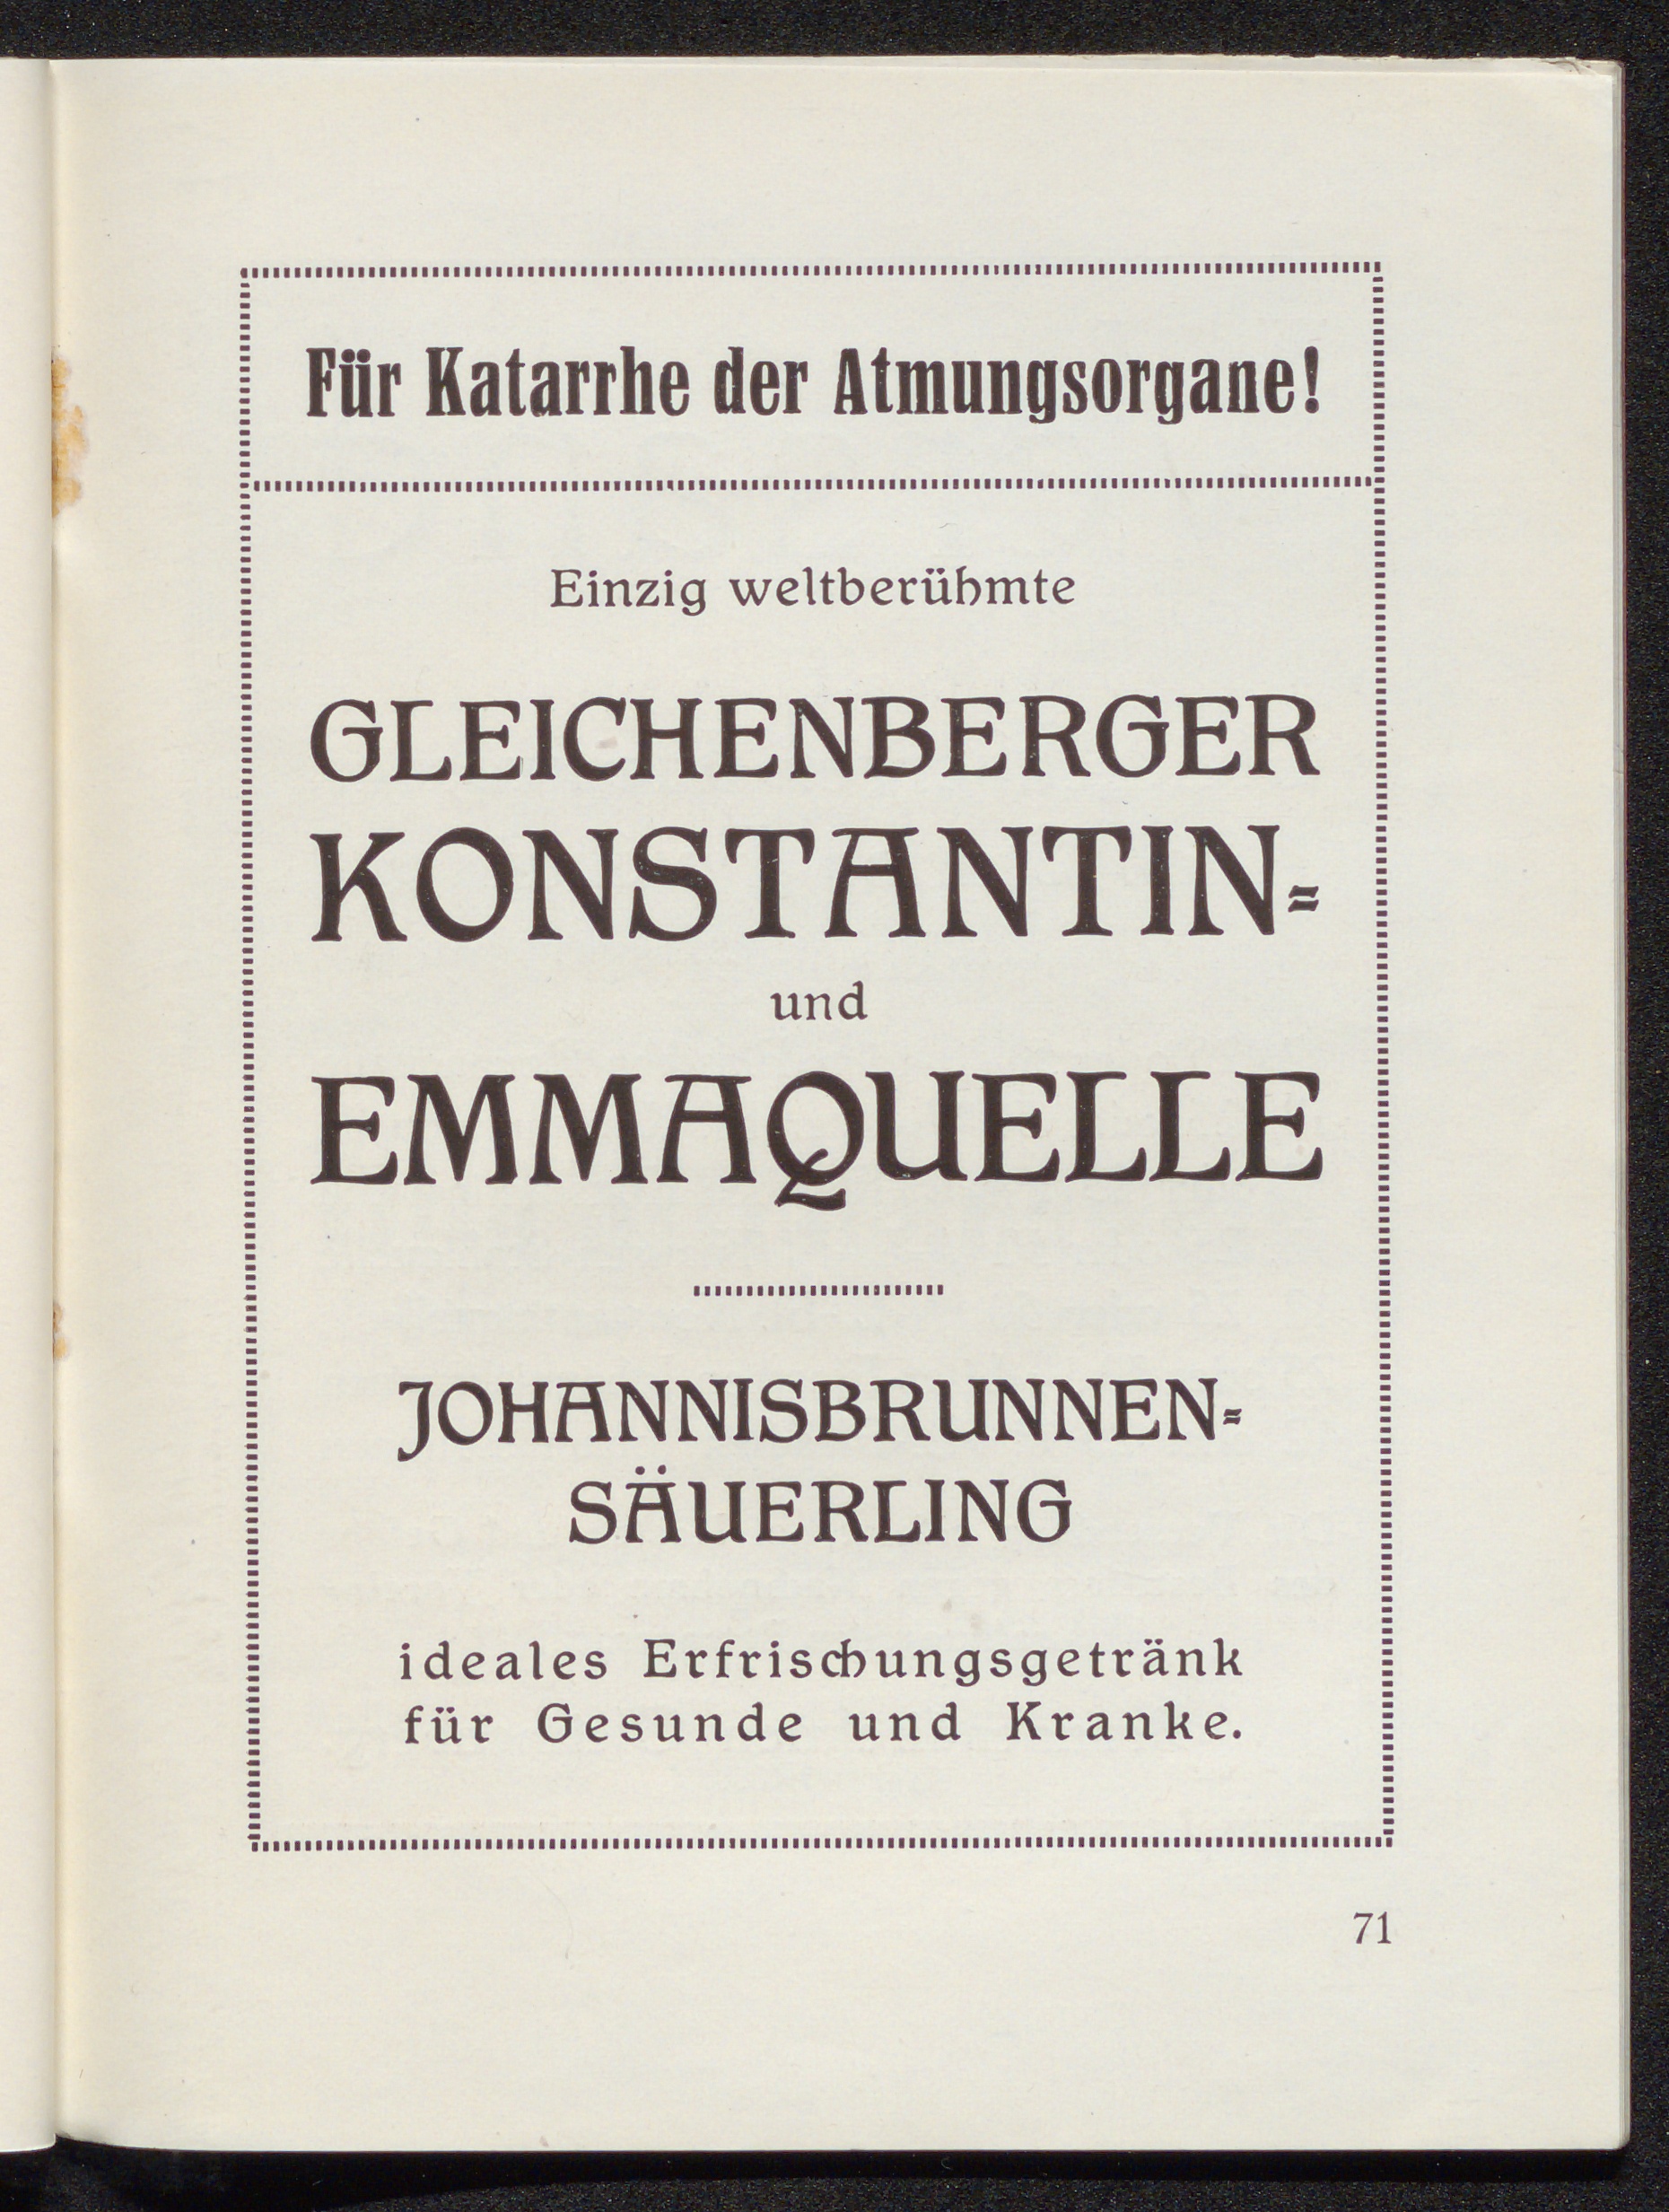 Für Katarrhe der Atmungsorgane!
Einzig weltberühmte
GLEICHENBERGER
KONSTANTIN-
und
EMMAQUELLE
JOHANNISBRUNNEN-
SÄUERLING
ideales Erfrischungsgetränk
für Gesunde und Kranke.
71